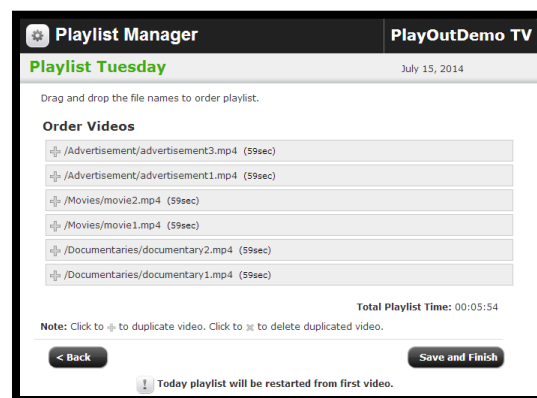 Playlist Manager
PlayOutDemo TV
Playlist Tuesday
July 15, 2014
Drag and drop the file names to order playlist.
Order Videos
/Advertisement/advertisement3.mp4 (59sec)
/Advertisement/advertisement1.mp4 (59sec)
/Movies/movie2.mp4 (59sec)
/Movies/movie1.mp4 (59sec)
/Documentaries/documentary2.mp4 (59sec)
/Documentaries/documentary1.mp4 (59sec)
Total Playlist Time: 00:05:54
Note: Click to to duplicate video. Click to to delete duplicated video.
< Back
Save and Finish
! Today playlist will be restarted from first video.